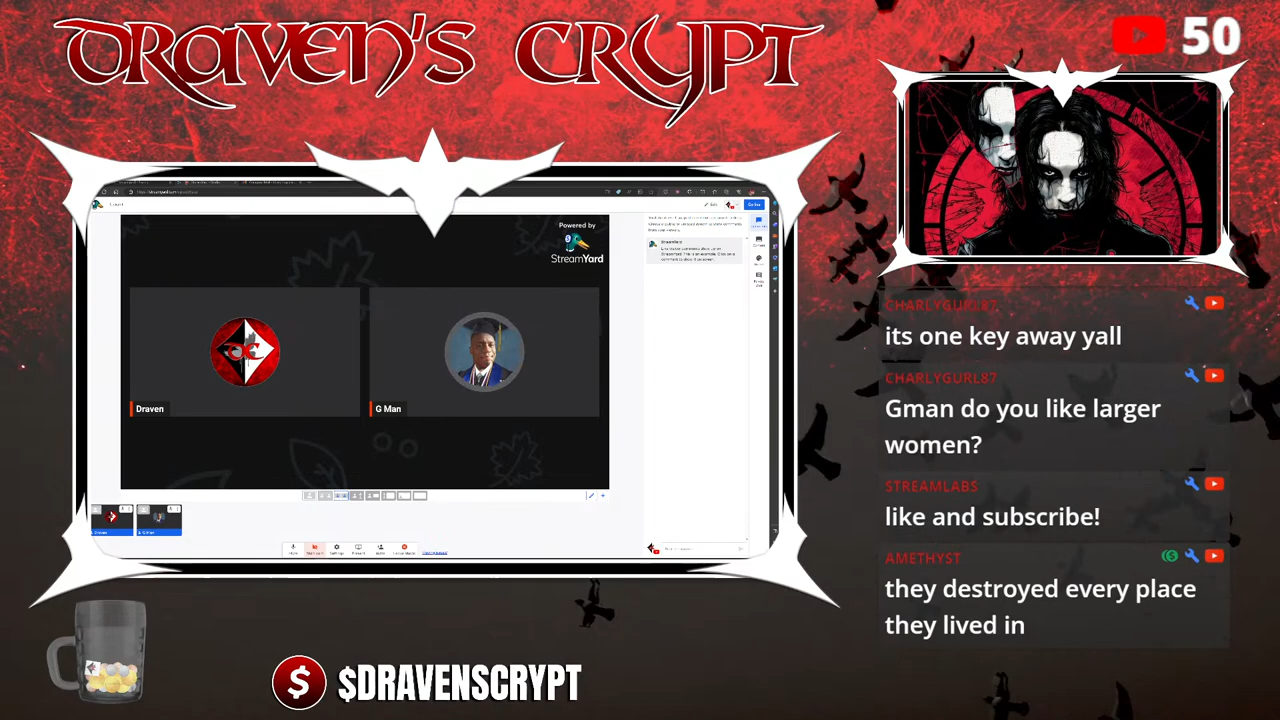 DRAVEN'S CRYPT
50
Powered by
StreamYard
Draven
G Man
CHARLYGURL87
its one key away yall
CHARLYGURL87
Gman do you like larger
women?
STREAMLABS
like and subscribe!
AMETHYST
they destroyed every place
they lived in
$ $DRAVENSCRYPT